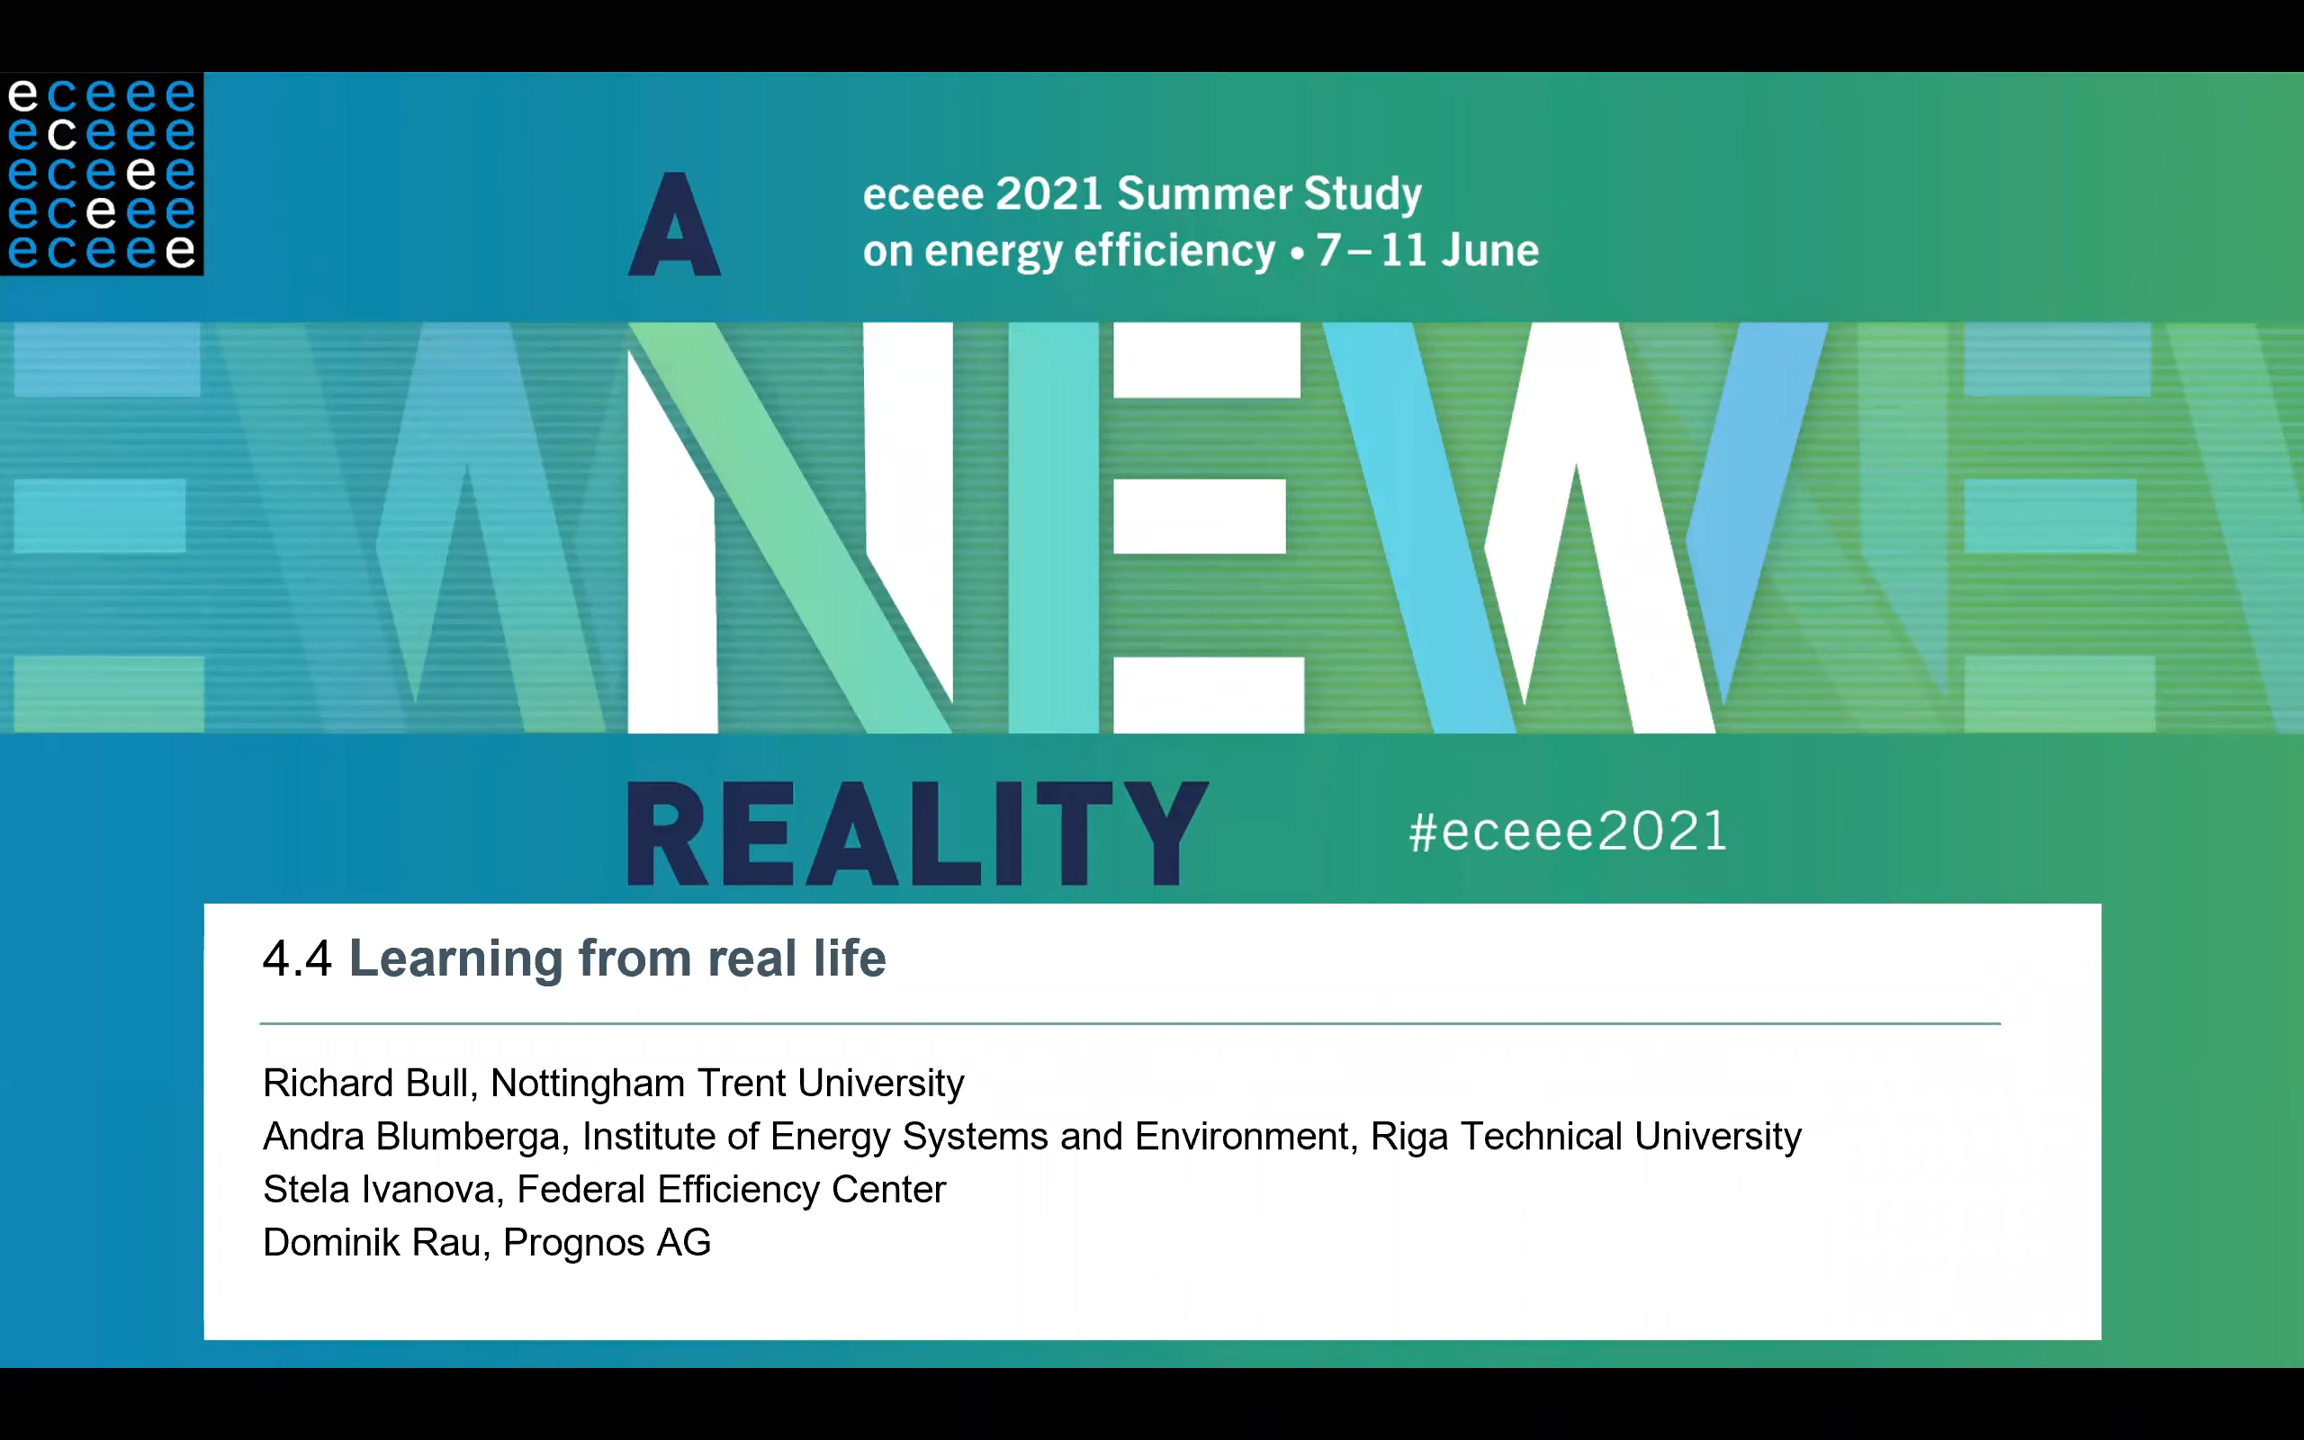 eceee
eceee
eceee
eceee
eceee
A
eceee 2021 Summer Study
on energy efficiency • 7 – 11 June
NEW
REALITY
#eceee2021
4.4 Learning from real life
Richard Bull, Nottingham Trent University
Andra Blumberga, Institute of Energy Systems and Environment, Riga Technical University
Stela Ivanova, Federal Efficiency Center
Dominik Rau, Prognos AG